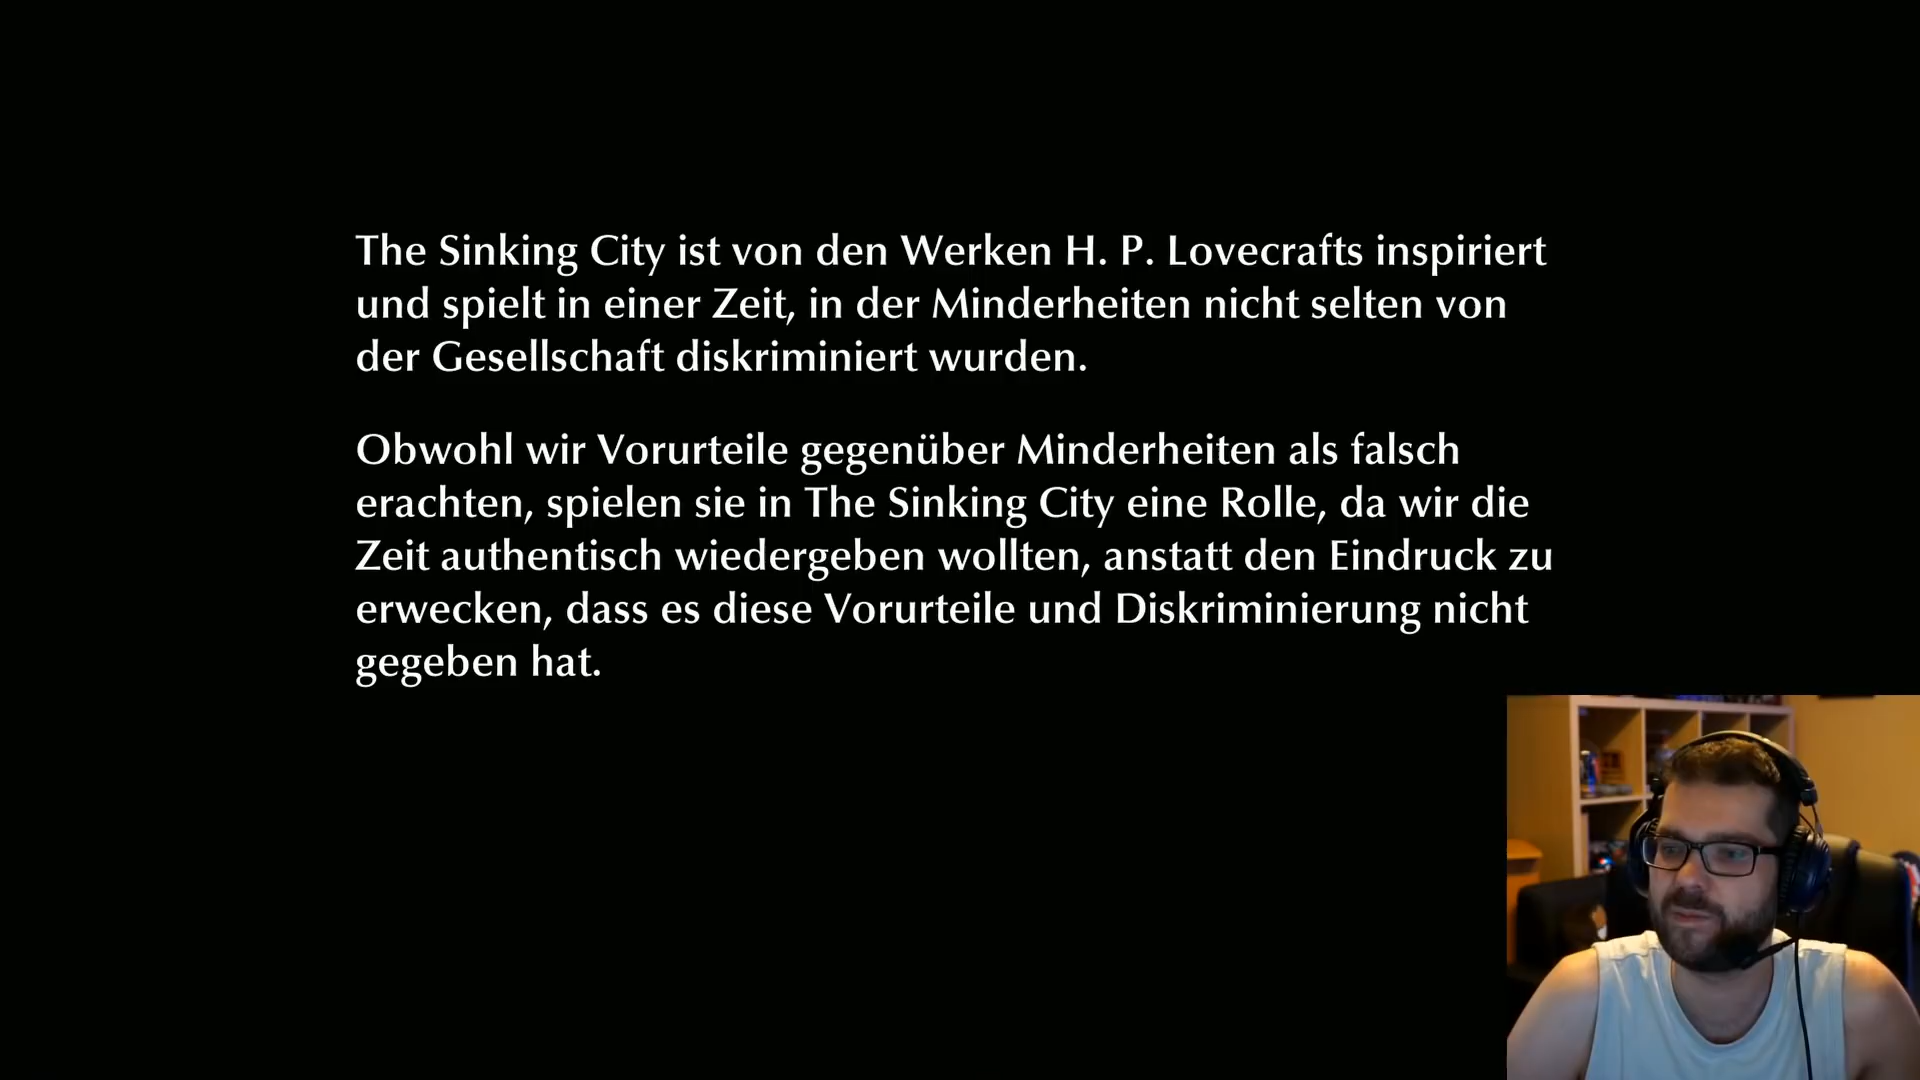 The Sinking City ist von den Werken H. P. Lovecrafts inspiriert
und spielt in einer Zeit, in der Minderheiten nicht selten von
der Gesellschaft diskriminiert wurden.
Obwohl wir Vorurteile gegenüber Minderheiten als falsch
erachten, spielen sie in The Sinking City eine Rolle, da wir die
Zeit authentisch wiedergeben wollten, anstatt den Eindruck zu
erwecken, dass es diese Vorurteile und Diskriminierung nicht
gegeben hat.